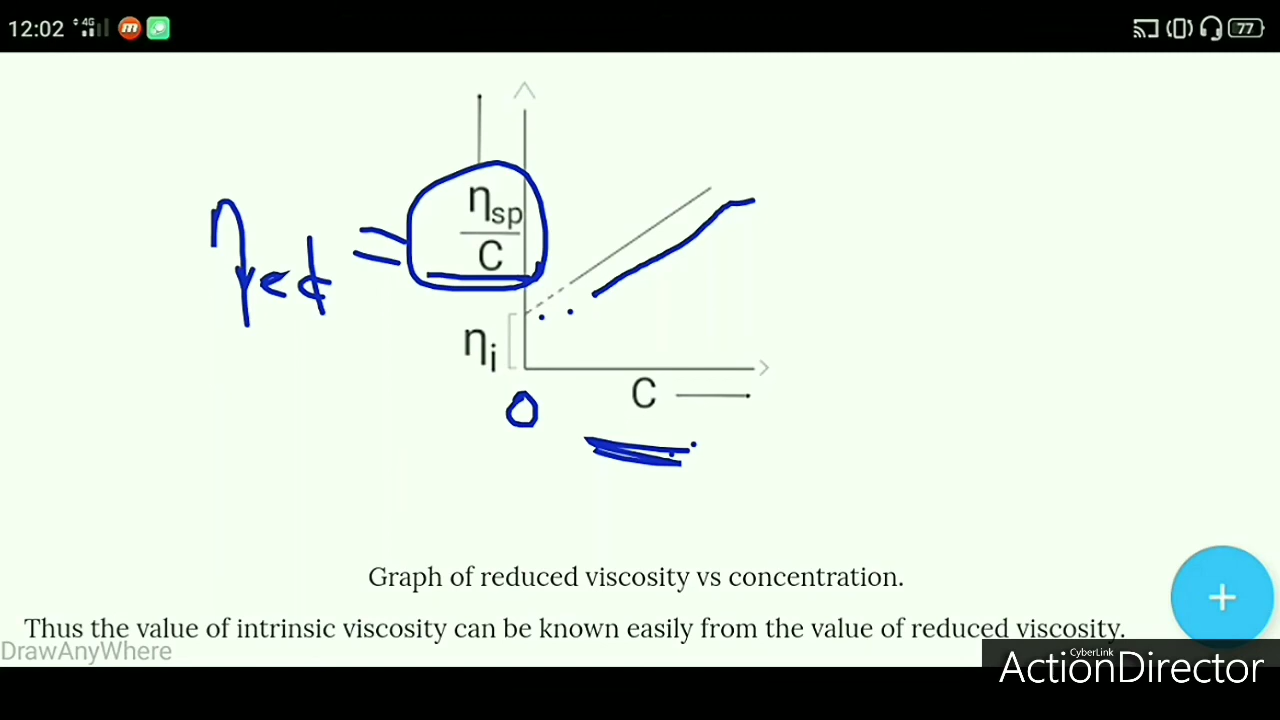 12:02 4G m 77
ηred = ηsp
C
ηi
0
C
Graph of reduced viscosity vs concentration.
Thus the value of intrinsic viscosity can be known easily from the value of reduced viscosity.
+
DrawAnyWhere
CyberLink
ActionDirector